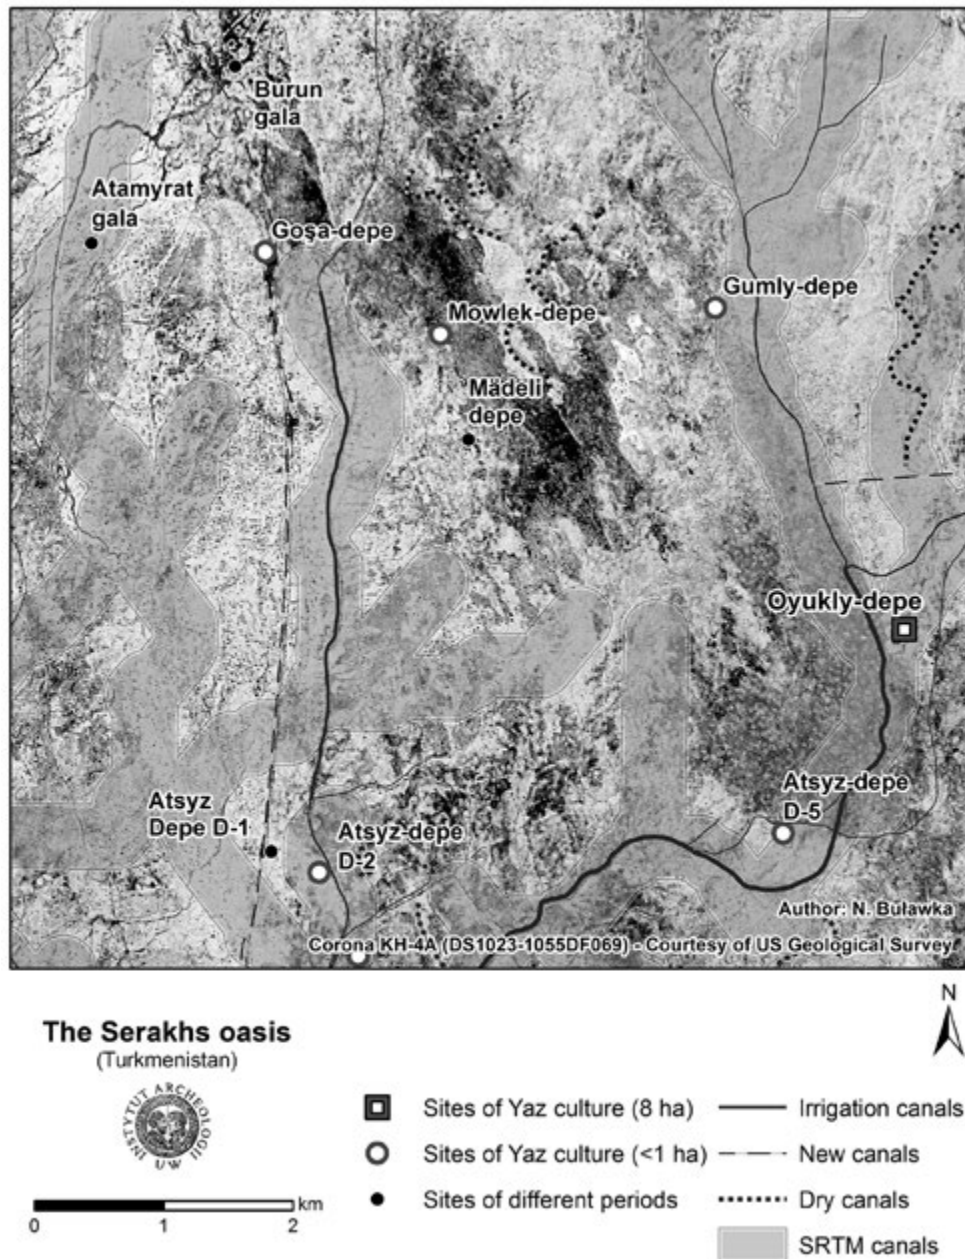 Burun
gala
Atamyrat
gala
Goşa-depe
Gumly-depe
Mowlek-depe
Mädeli
depe
Oyukly-depe
Atsyz-depe
D-5
Atsyz
Depe D-1
Atsyz-depe
D-2
Author: N. Buławka
Corona KH-4A (DS1023-1055DF069) - Courtesy of US Geological Survey
The Serakhs oasis
(Turkmenistan)
INSTYTUT ARCHEOLOGII
UW
km
0 1 2
N
Sites of Yaz culture (8 ha)
Sites of Yaz culture (<1 ha)
Sites of different periods
Irrigation canals
New canals
Dry canals
SRTM canals